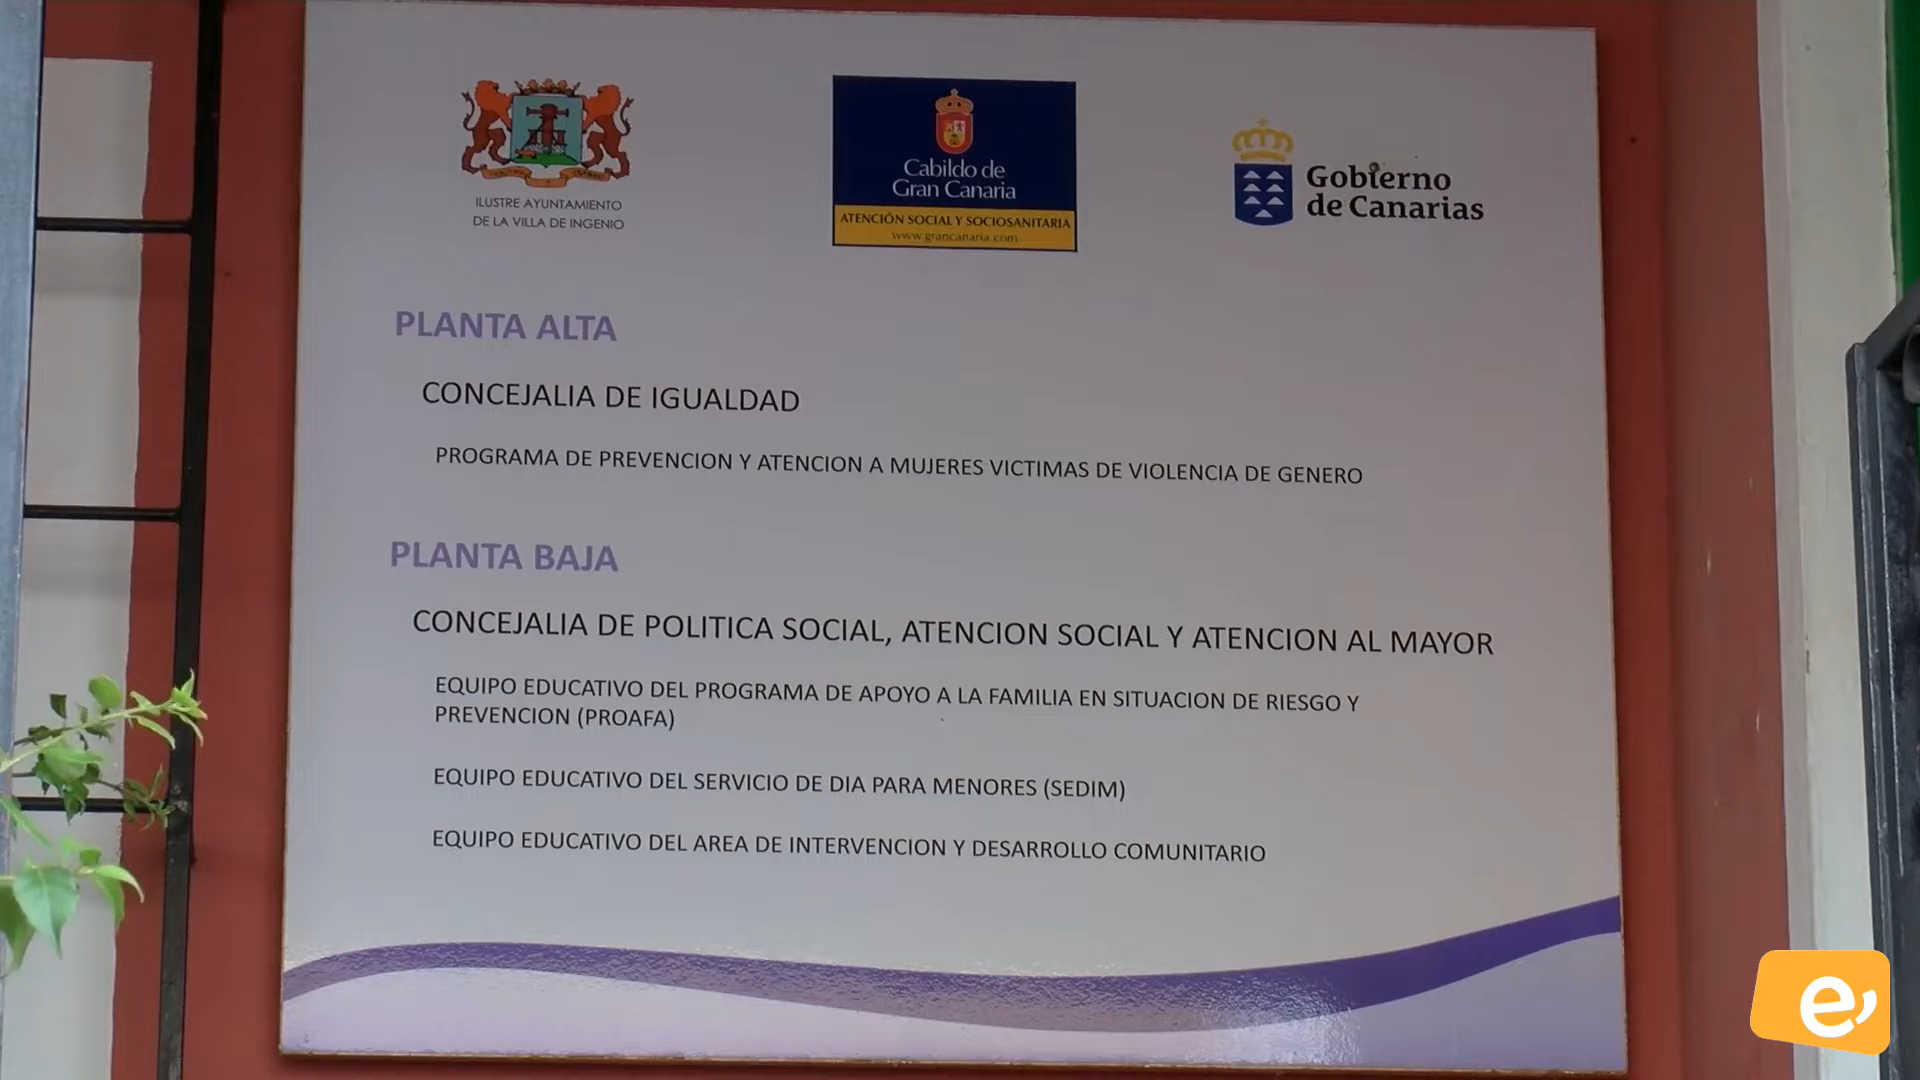 ILUSTRE AYUNTAMIENTO
DE LA VILLA DE INGENIO
Cabildo de
Gran Canaria
ATENCIÓN SOCIAL Y SOCIOSANITARIA
www.grancanaria.com
Gobierno
de Canarias
PLANTA ALTA
CONCEJALIA DE IGUALDAD
PROGRAMA DE PREVENCION Y ATENCION A MUJERES VICTIMAS DE VIOLENCIA DE GENERO
PLANTA BAJA
CONCEJALIA DE POLITICA SOCIAL, ATENCION SOCIAL Y ATENCION AL MAYOR
EQUIPO EDUCATIVO DEL PROGRAMA DE APOYO A LA FAMILIA EN SITUACION DE RIESGO Y
PREVENCION (PROAFA)
EQUIPO EDUCATIVO DEL SERVICIO DE DIA PARA MENORES (SEDIM)
EQUIPO EDUCATIVO DEL AREA DE INTERVENCION Y DESARROLLO COMUNITARIO
e